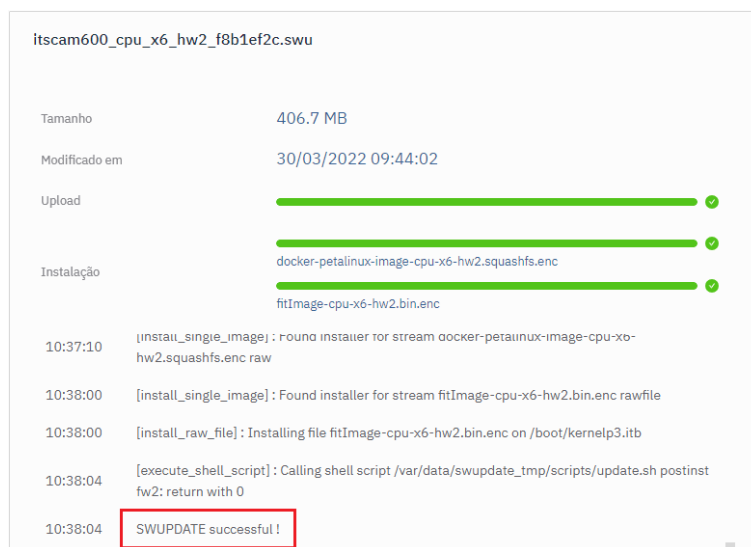 itscam600_cpu_x6_hw2_f8b1ef2c.swu
Tamanho 406.7 MB
Modificado em 30/03/2022 09:44:02
Upload
Instalação
docker-petalinux-image-cpu-x6-hw2.squashfs.enc
fitImage-cpu-x6-hw2.bin.enc
10:37:10 [install_single_image] : Found installer for stream docker-petalinux-image-cpu-x6-
hw2.squashfs.enc raw
10:38:00 [install_single_image] : Found installer for stream fitImage-cpu-x6-hw2.bin.enc rawfile
10:38:00 [install_raw_file] : Installing file fitImage-cpu-x6-hw2.bin.enc on /boot/kernelp3.itb
10:38:04 [execute_shell_script] : Calling shell script /var/data/swupdate_tmp/scripts/update.sh postinst
fw2: return with 0
10:38:04 SWUPDATE successful !